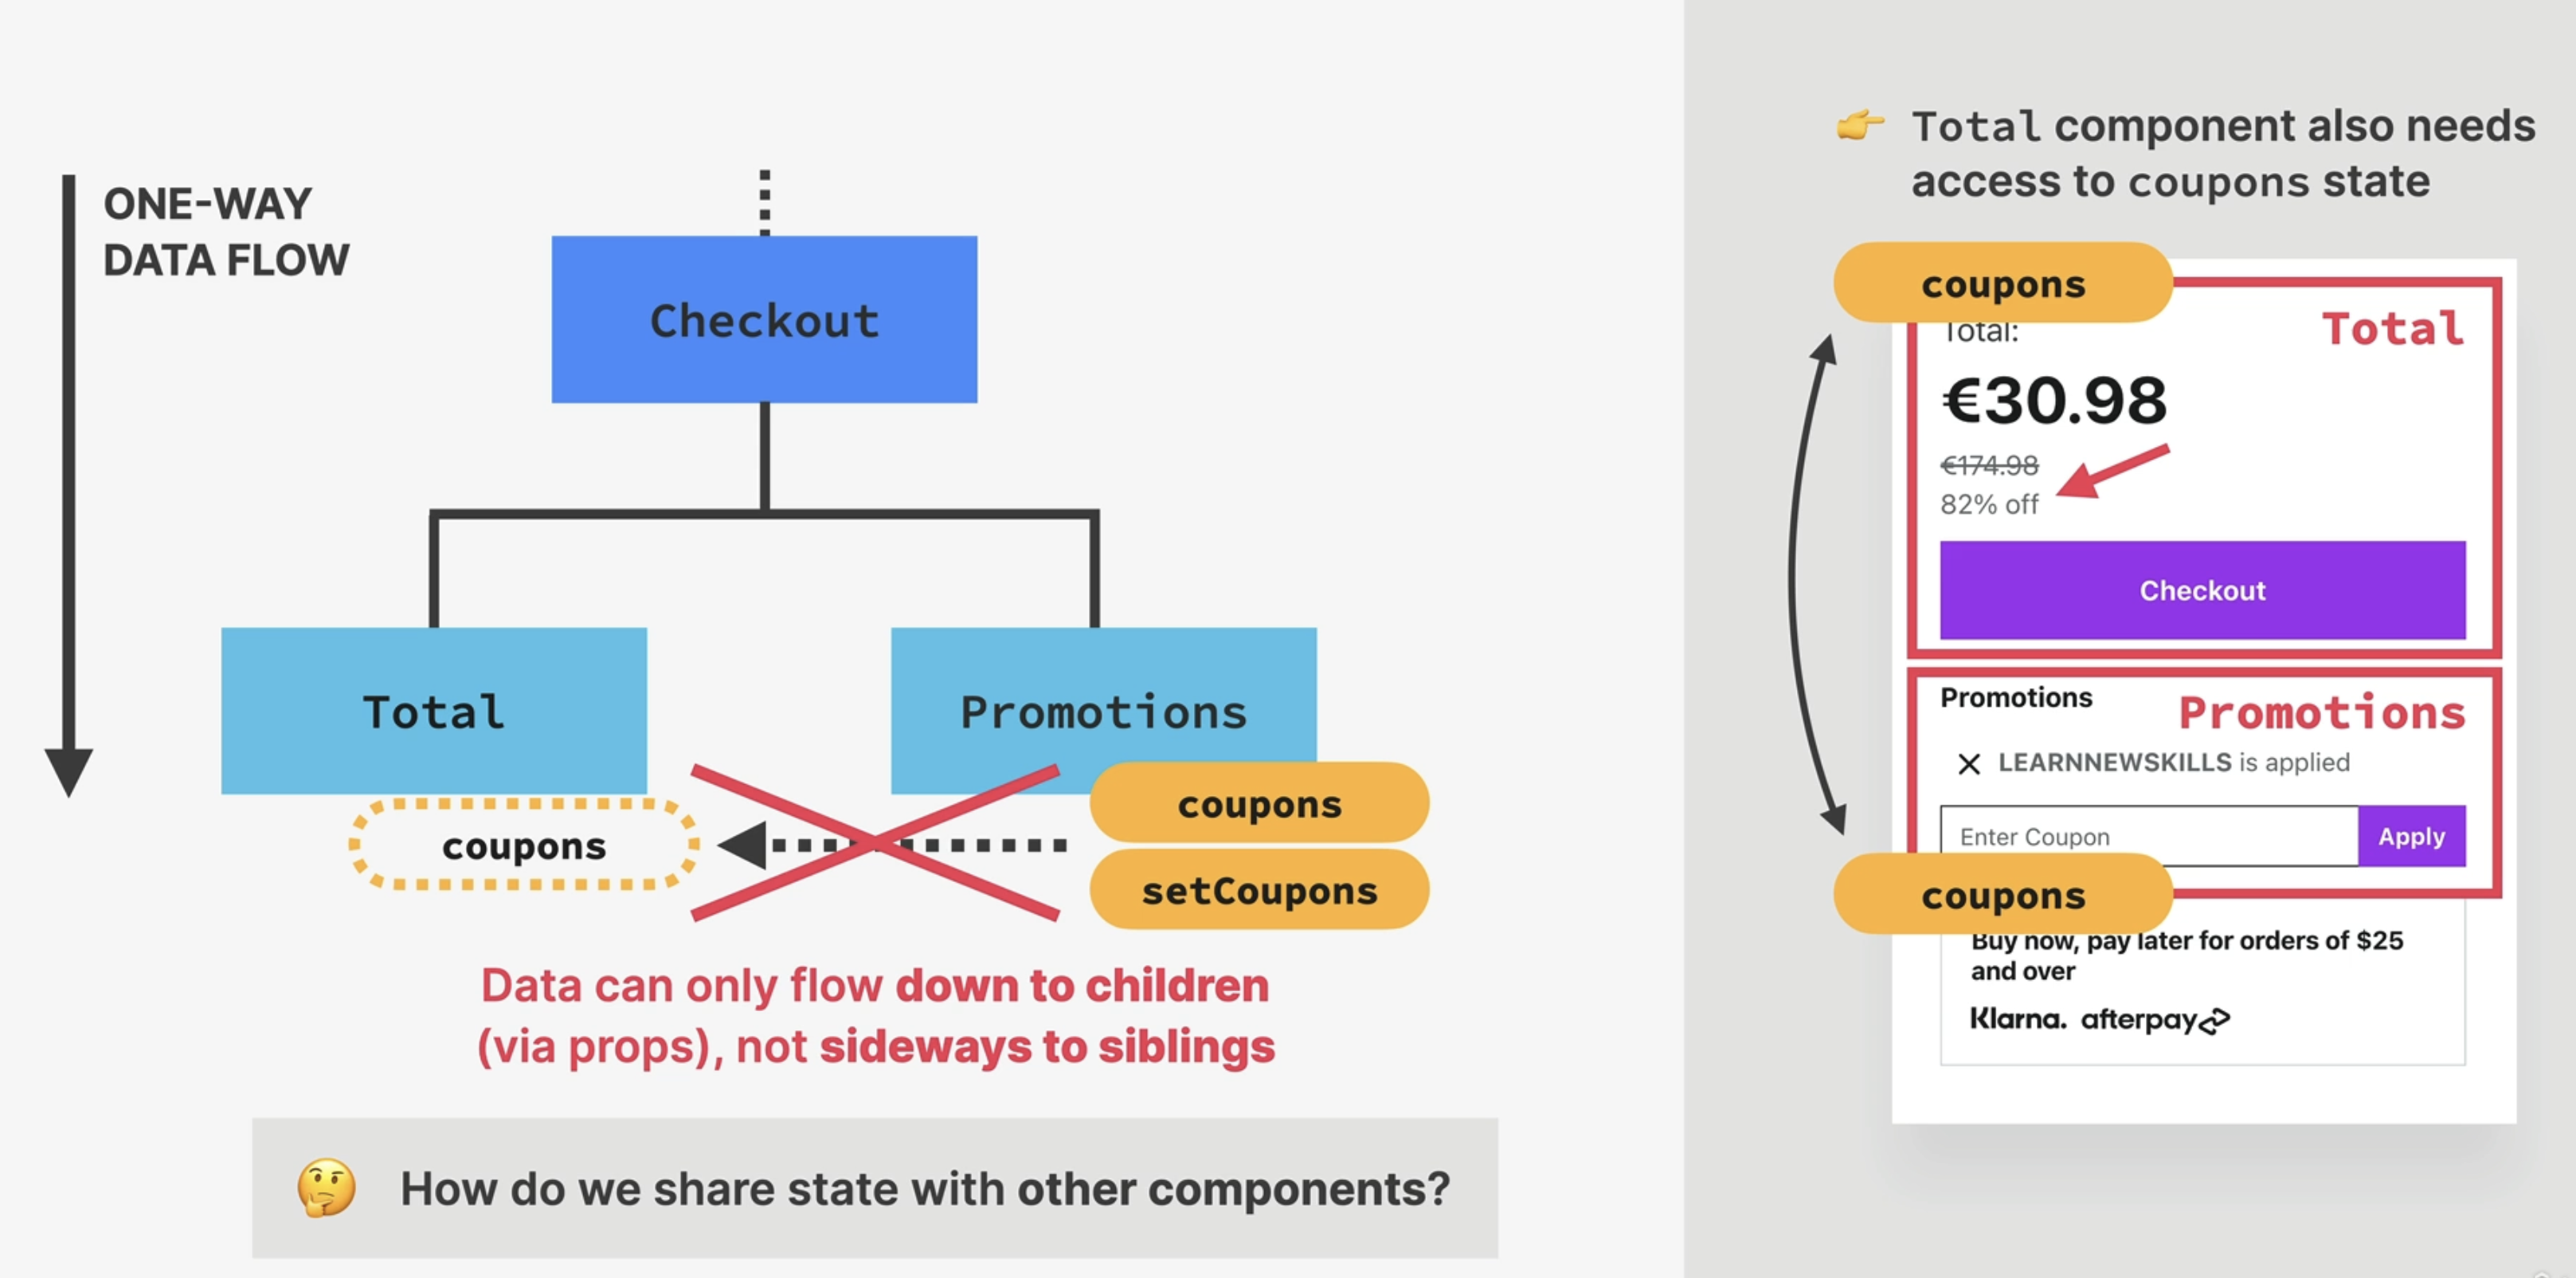 ONE-WAY
DATA FLOW
Checkout
Total
Promotions
coupons
coupons
setCoupons
Data can only flow down to children
(via props), not sideways to siblings
🤔 How do we share state with other components?
👉 Total component also needs
access to coupons state
coupons
Total:
Total
€30.98
€174.98
82% off
Checkout
Promotions
Promotions
LEARNNEWSKILLS is applied
Enter Coupon
Apply
coupons
Buy now, pay later for orders of $25
and over
Klarna. afterpay